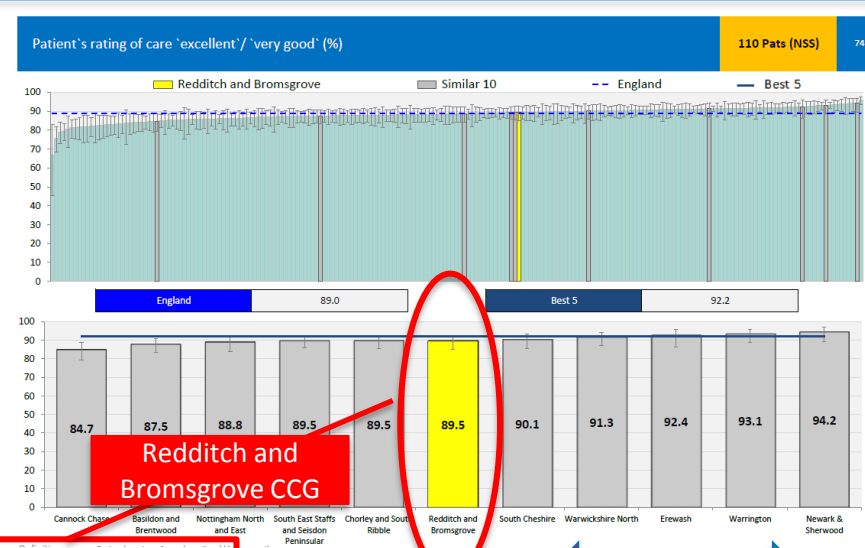 Patient`s rating of care `excellent`/ `very good` (%)
110 Pats (NSS)
74
Redditch and Bromsgrove
Similar 10
England
Best 5
100
90
80
70
60
50
40
30
20
10
0
England
89.0
Best 5
92.2
100
90
80
70
60
50
40
30
20
10
0
84.7
87.5
88.8
89.5
89.5
89.5
90.1
91.3
92.4
93.1
94.2
Redditch and
Bromsgrove CCG
Cannock Chase
Basildon and
Brentwood
Nottingham North
and East
South East Staffs
and Seisdon
Peninsular
Chorley and South
Ribble
Redditch and
Bromsgrove
South Cheshire
Warwickshire North
Erewash
Warrington
Newark &
Sherwood